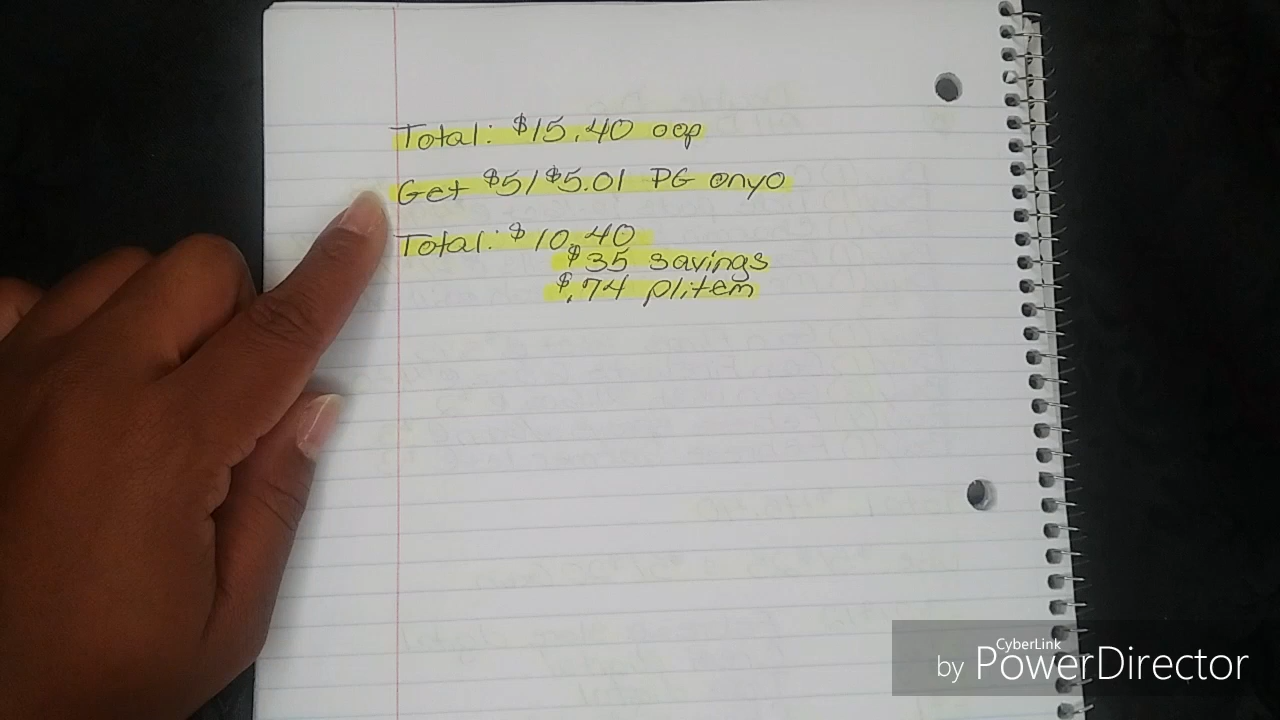 Total: $15.40 oop
Get $5/$5.01 PG onyo
Total: $10.40
$35 savings
$.74 p/item
CyberLink
by PowerDirector